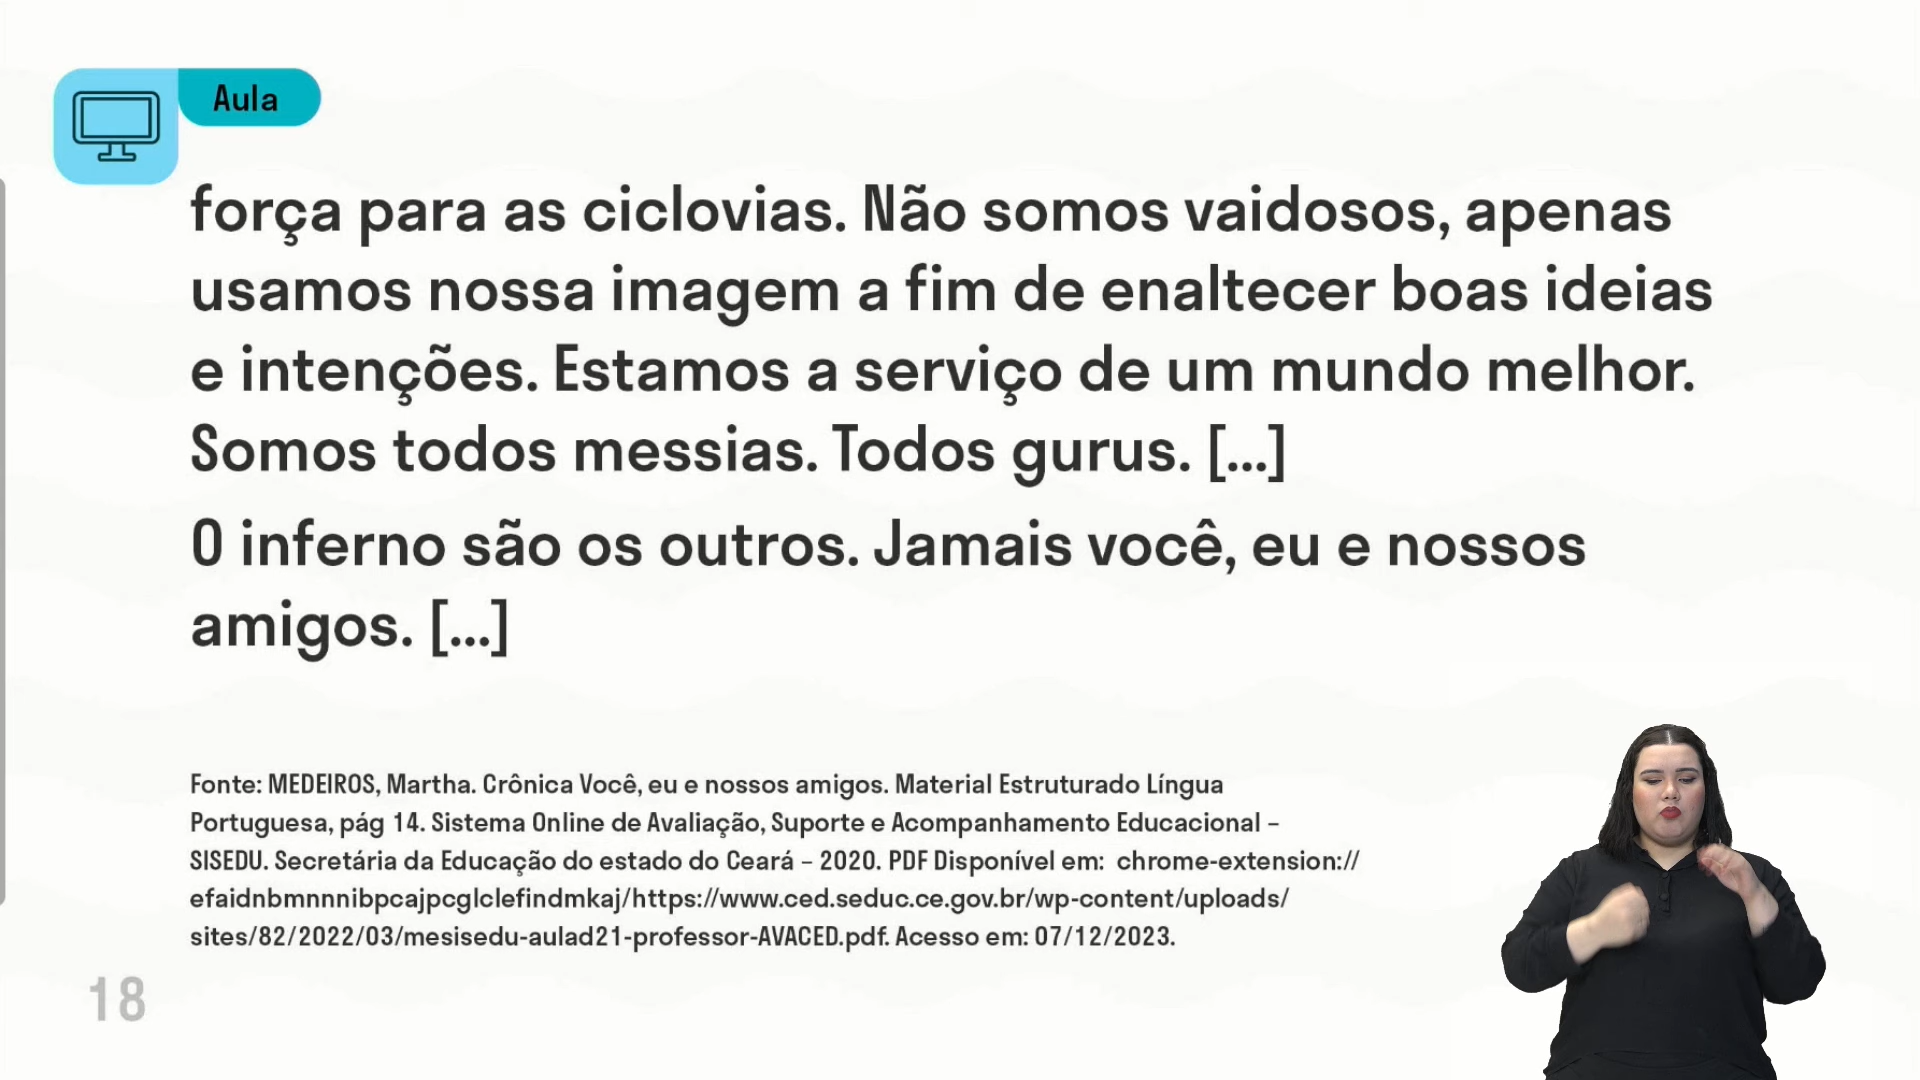 Aula
força para as ciclovias. Não somos vaidosos, apenas
usamos nossa imagem a fim de enaltecer boas ideias
e intenções. Estamos a serviço de um mundo melhor.
Somos todos messias. Todos gurus. [...]
O inferno são os outros. Jamais você, eu e nossos
amigos. [...]
Fonte: MEDEIROS, Martha. Crônica Você, eu e nossos amigos. Material Estruturado Língua
Portuguesa, pág 14. Sistema Online de Avaliação, Suporte e Acompanhamento Educacional –
SISEDU. Secretária da Educação do estado do Ceará – 2020. PDF Disponível em: chrome-extension://
efaidnbmnnnibpcajpcglclefindmkaj/https://www.ced.seduc.ce.gov.br/wp-content/uploads/
sites/82/2022/03/mesisedu-aulad21-professor-AVACED.pdf. Acesso em: 07/12/2023.
18